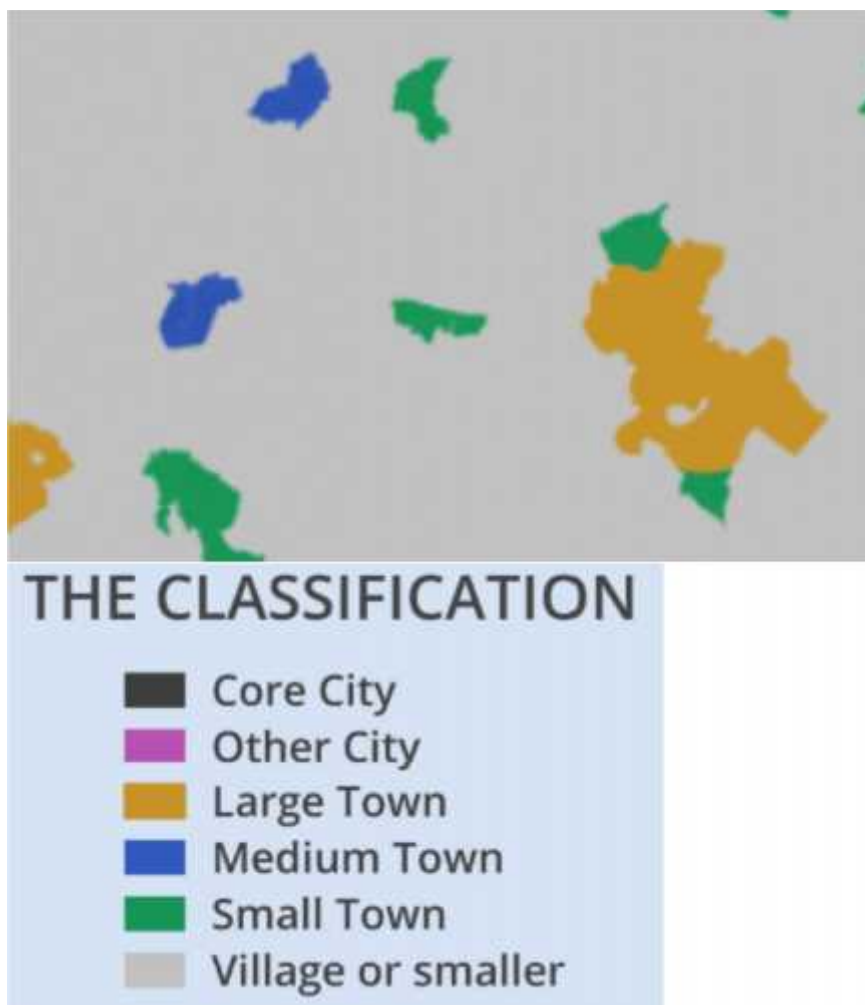 THE CLASSIFICATION
Core City
Other City
Large Town
Medium Town
Small Town
Village or smaller